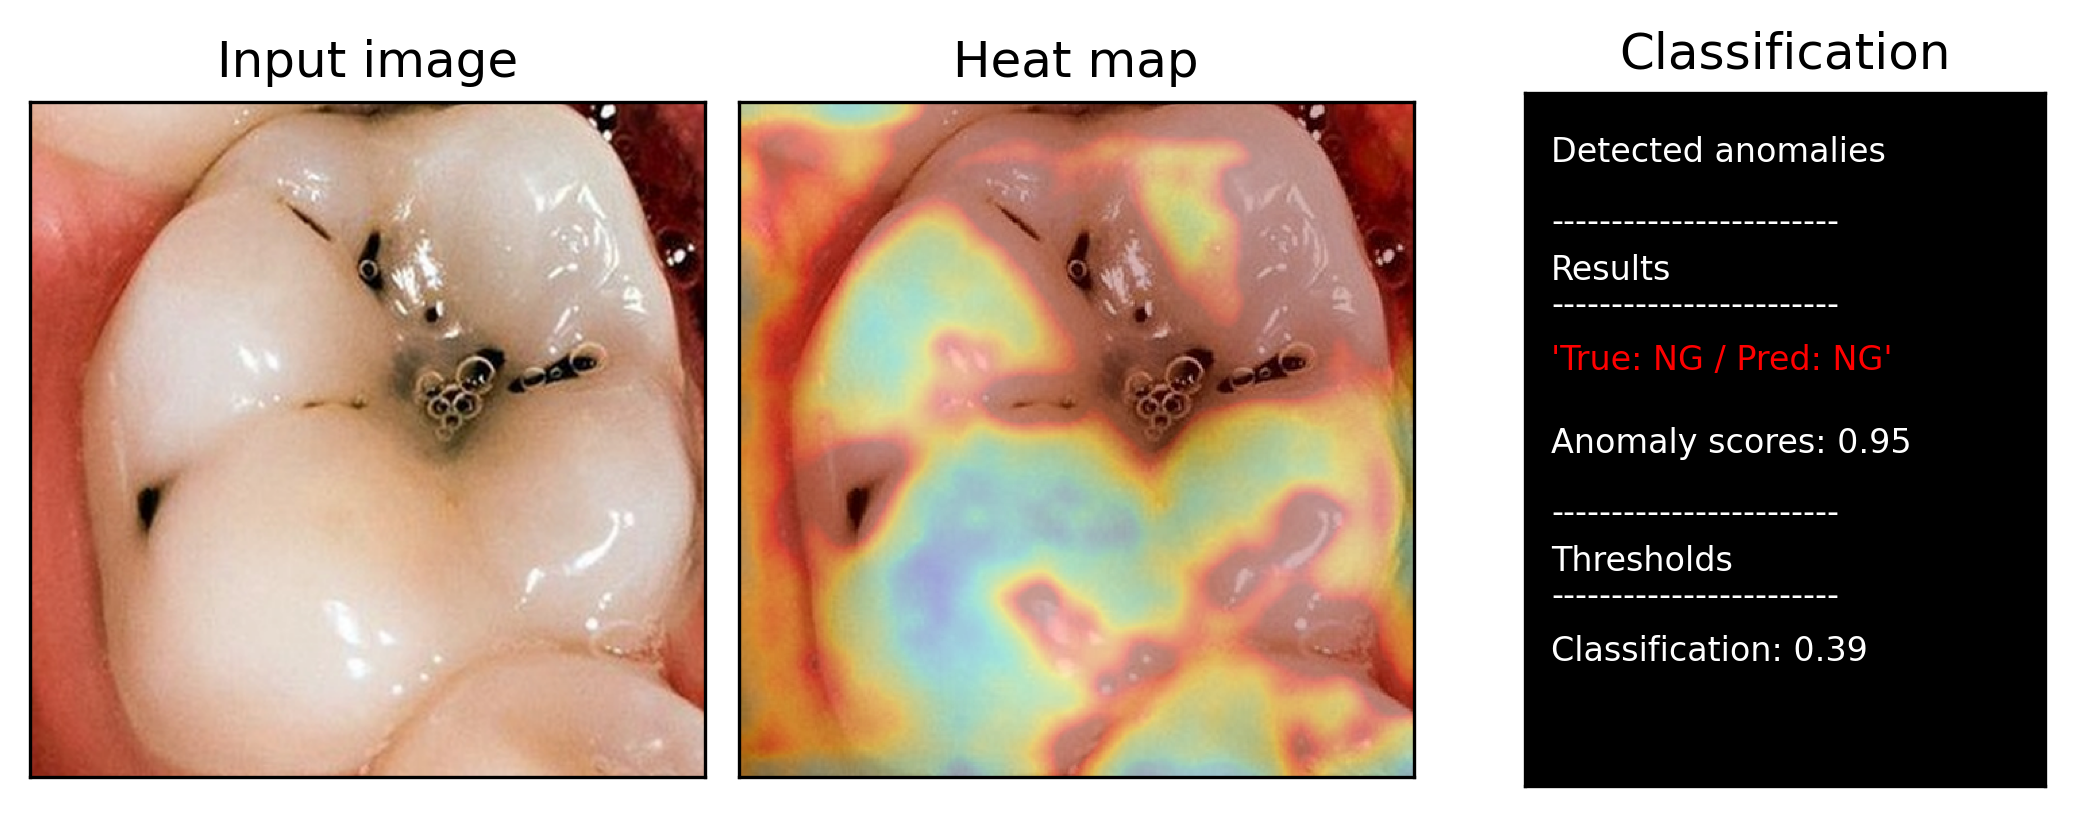 Input image
Heat map
Classification
Detected anomalies
------------------------
Results
------------------------
'True: NG / Pred: NG'
Anomaly scores: 0.95
------------------------
Thresholds
------------------------
Classification: 0.39